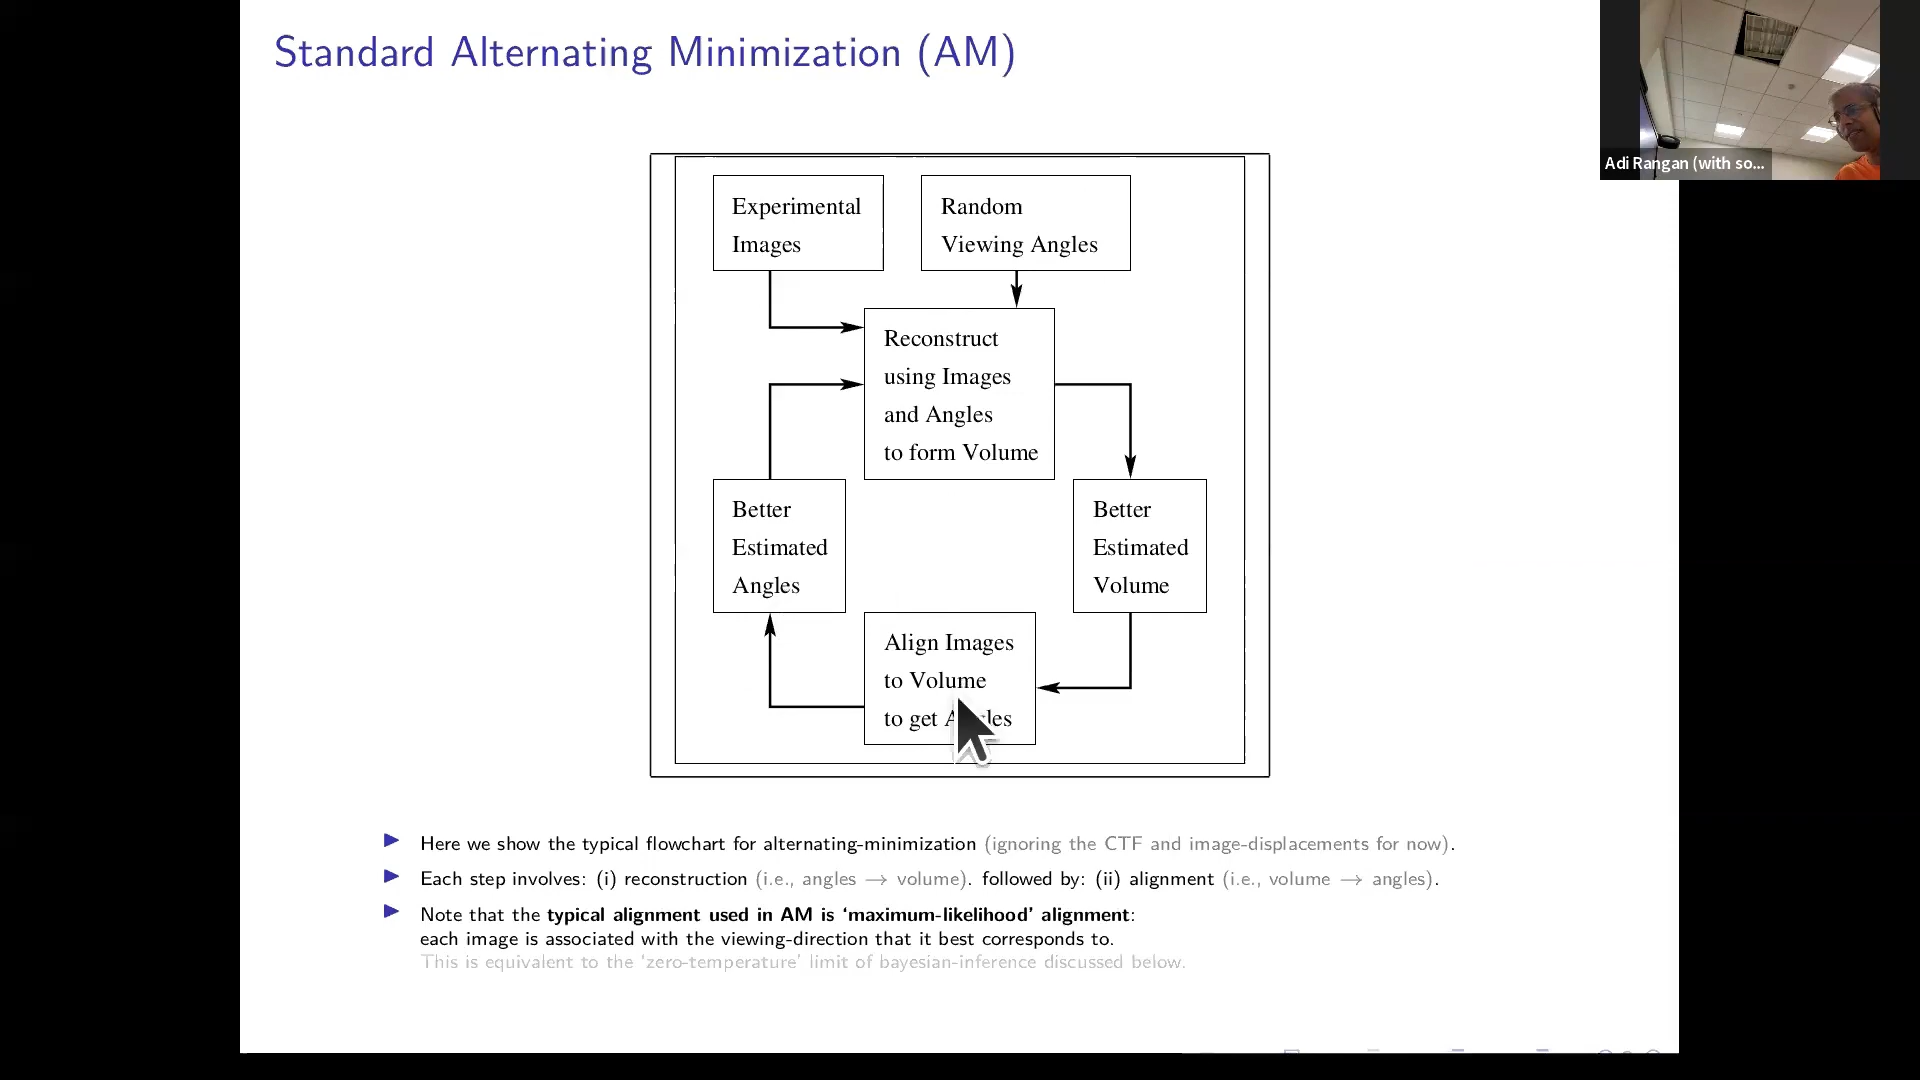 Standard Alternating Minimization (AM)
Adi Rangan (with so...
Experimental
Images
Random
Viewing Angles
Reconstruct
using Images
and Angles
to form Volume
Better
Estimated
Angles
Better
Estimated
Volume
Align Images
to Volume
to get Angles
Here we show the typical flowchart for alternating-minimization (ignoring the CTF and image-displacements for now).
Each step involves: (i) reconstruction (i.e., angles → volume). followed by: (ii) alignment (i.e., volume → angles).
Note that the typical alignment used in AM is ‘maximum-likelihood’ alignment:
each image is associated with the viewing-direction that it best corresponds to.
This is equivalent to the ‘zero-temperature’ limit of bayesian-inference discussed below.